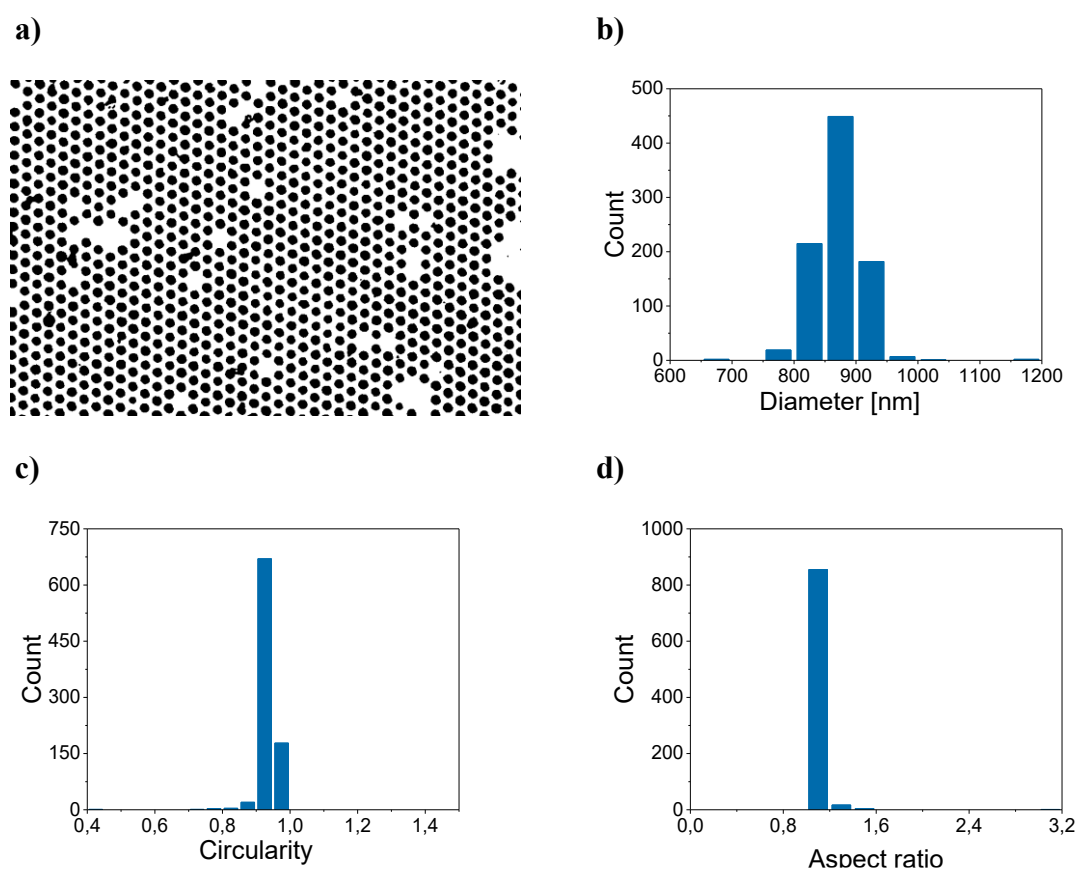 a)
b)
500
400
300
200
100
0
Count
600 700 800 900 1000 1100 1200
Diameter [nm]
c)
d)
750
600
450
300
150
0
Count
0,4 0,6 0,8 1,0 1,2 1,4
Circularity
1000
800
600
400
200
0
Count
0,0 0,8 1,6 2,4 3,2
Aspect ratio